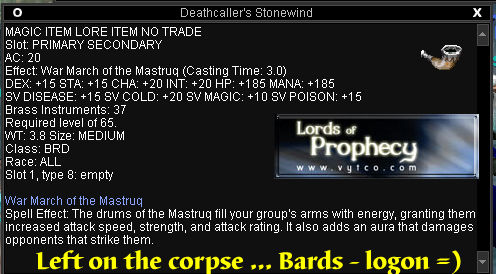 Deathcaller's Stonewind
MAGIC ITEM LORE ITEM NO TRADE
Slot: PRIMARY SECONDARY
AC: 20
Effect: War March of the Mastruq (Casting Time: 3.0)
DEX: +15 STA: +15 CHA: +20 INT: +20 HP: +185 MANA: +185
SV DISEASE: +15 SV COLD: +20 SV MAGIC: +10 SV POISON: +15
Brass Instruments: 37
Required level of 65.
WT: 3.8 Size: MEDIUM
Class: BRD
Race: ALL
Slot 1, type 8: empty
Lords of
Prophecy
www.vytco.com
War March of the Mastruq
Spell Effect: The drums of the Mastruq fill your group's arms with energy, granting them
increased attack speed, strength, and attack rating. It also adds an aura that damages
opponents that strike them.
Left on the corpse ... Bards - logon =)